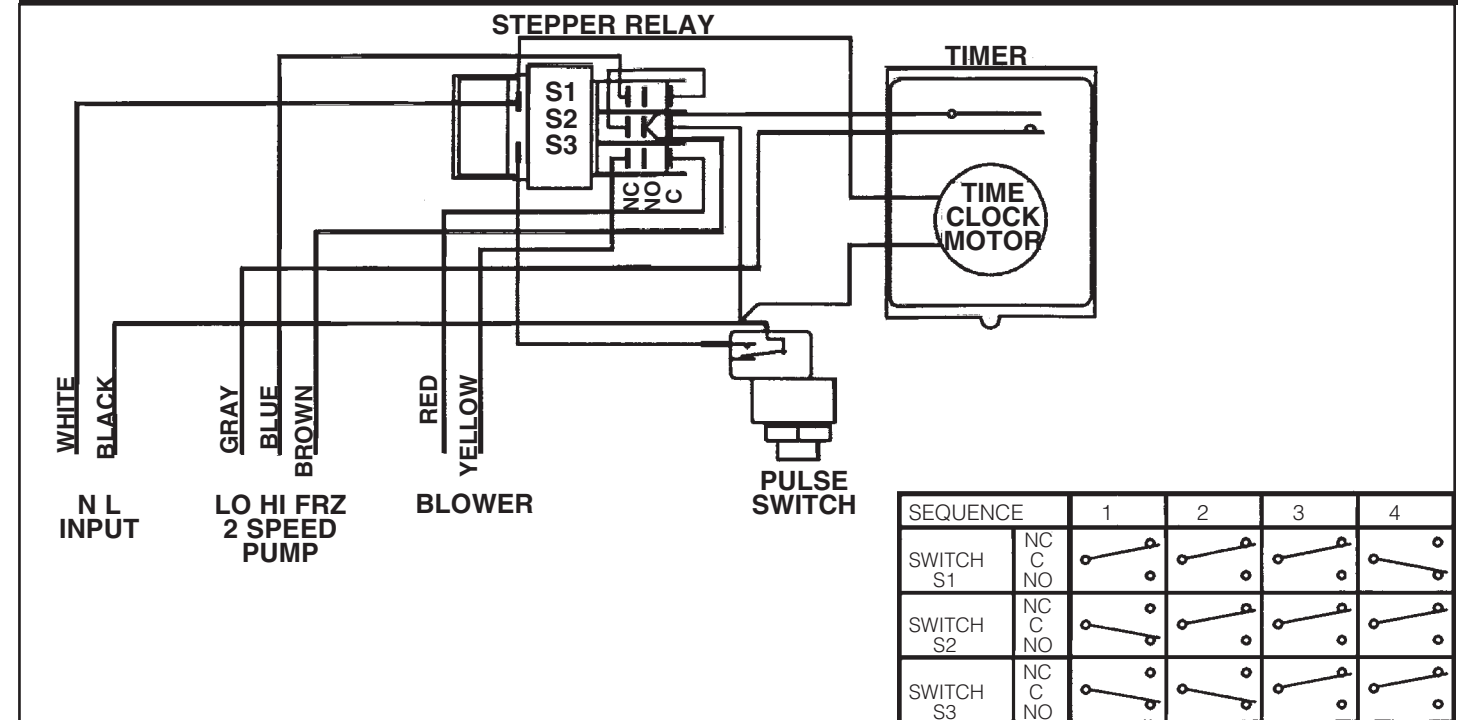 STEPPER RELAY
TIMER
S1
S2
S3
NC
NO
C
TIME
CLOCK
MOTOR
WHITE
BLACK
GRAY
BLUE
BROWN
RED
YELLOW
N L
INPUT
LO HI FRZ
2 SPEED
PUMP
BLOWER
PULSE
SWITCH
SEQUENCE 1 2 3 4
SWITCH
S1
NC
C
NO
SWITCH
S2
NC
C
NO
SWITCH
S3
NC
C
NO